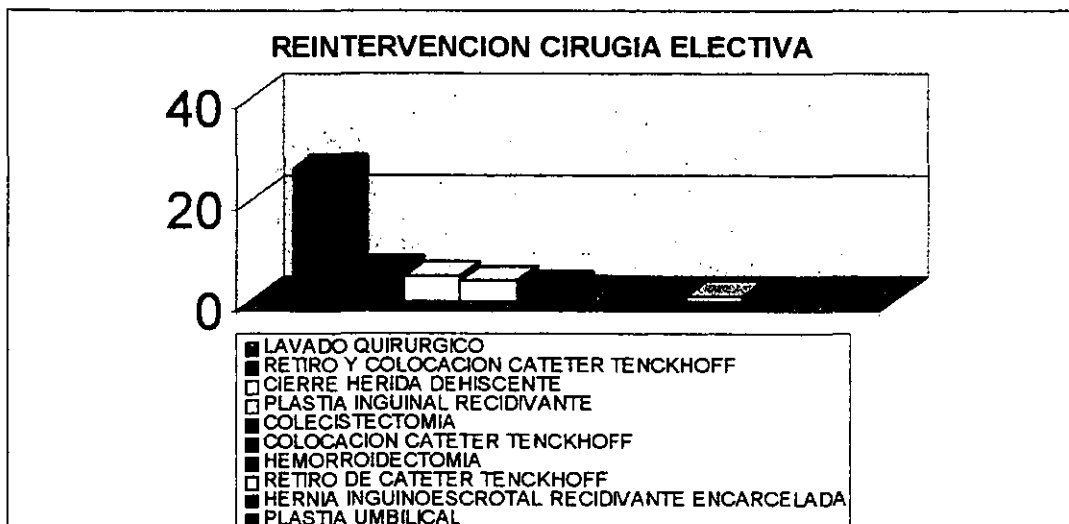 REINTERVENCION CIRUGIA ELECTIVA
40
20
0
LAVADO QUIRURGICO
RETIRO Y COLOCACION CATETER TENCKHOFF
CIERRE HERIDA DEHISCENTE
PLASTIA INGUINAL RECIDIVANTE
COLECISTECTOMIA
COLOCACION CATETER TENCKHOFF
HEMORROIDECTOMIA
RETIRO DE CATETER TENCKHOFF
HERNIA INGUINOESCROTAL RECIDIVANTE ENCARCELADA
PLASTIA UMBILICAL